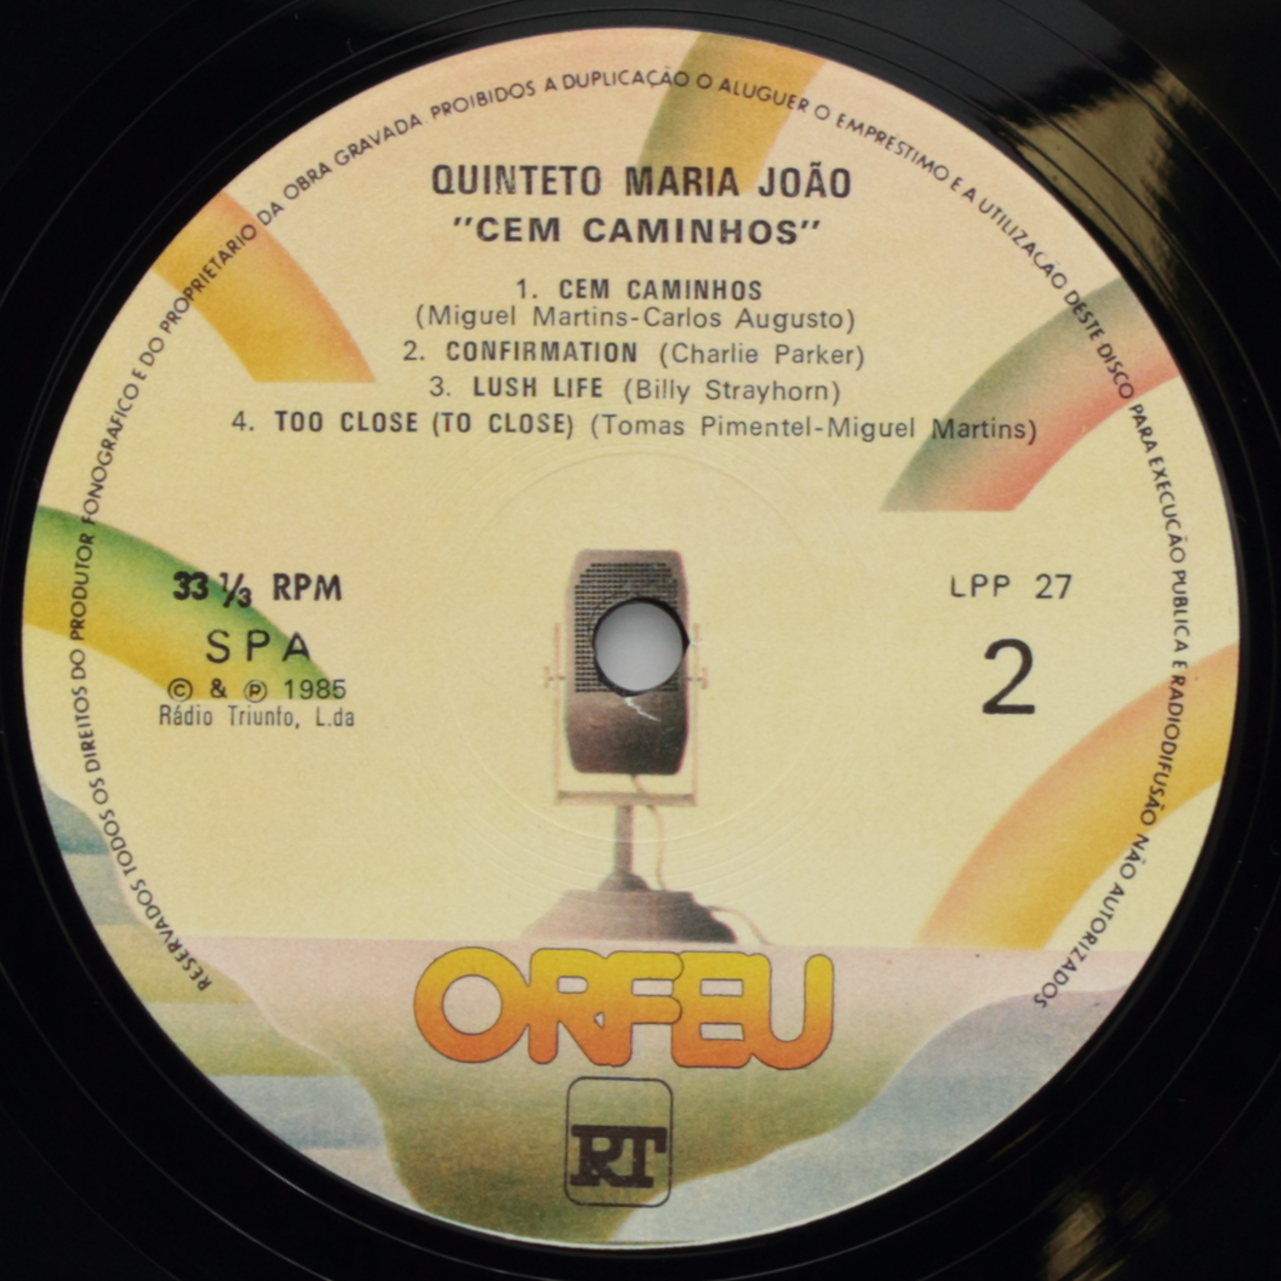 QUINTETO MARIA JOÃO
"CEM CAMINHOS"
1. CEM CAMINHOS
(Miguel Martins-Carlos Augusto)
2. CONFIRMATION (Charlie Parker)
3. LUSH LIFE (Billy Strayhorn)
4. TOO CLOSE (TO CLOSE) (Tomas Pimentel-Miguel Martins)
33 1/3 RPM
SPA
© & ℗ 1985
Rádio Triunfo, L.da
LPP 27
2
ORFEU
RT
RESERVADOS TODOS OS DIREITOS DO PRODUTOR FONOGRAFICO E DO PROPRIETARIO DA OBRA GRAVADA PROIBIDOS A DUPLICAÇÃO O ALUGUER O EMPRESTIMO E A UTILIZAÇÃO DESTE DISCO PARA EXECUÇÃO PUBLICA E RADIODIFUSÃO NÃO AUTORIZADOS